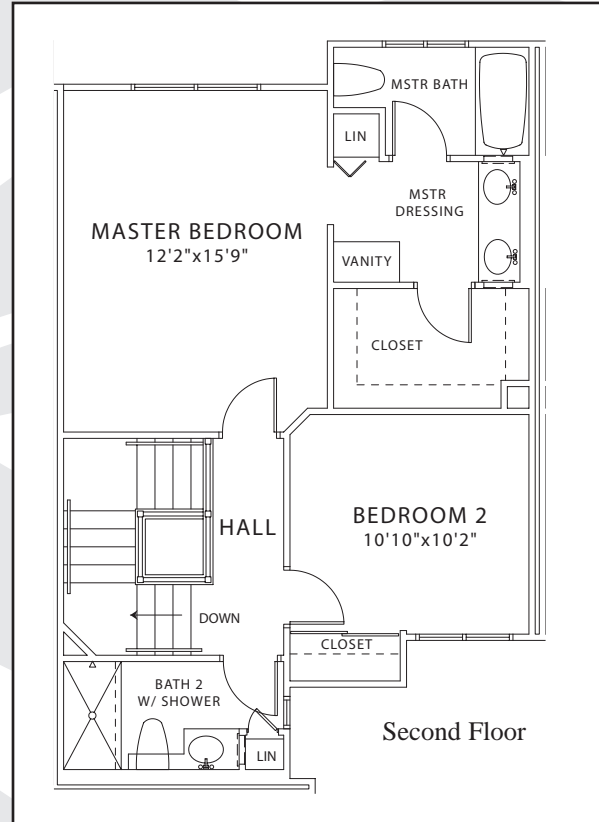 MSTR BATH
LIN
MSTR
DRESSING
MASTER BEDROOM
12'2"x15'9"
VANITY
CLOSET
BEDROOM 2
10'10"x10'2"
HALL
DOWN
CLOSET
BATH 2
W/ SHOWER
LIN
Second Floor